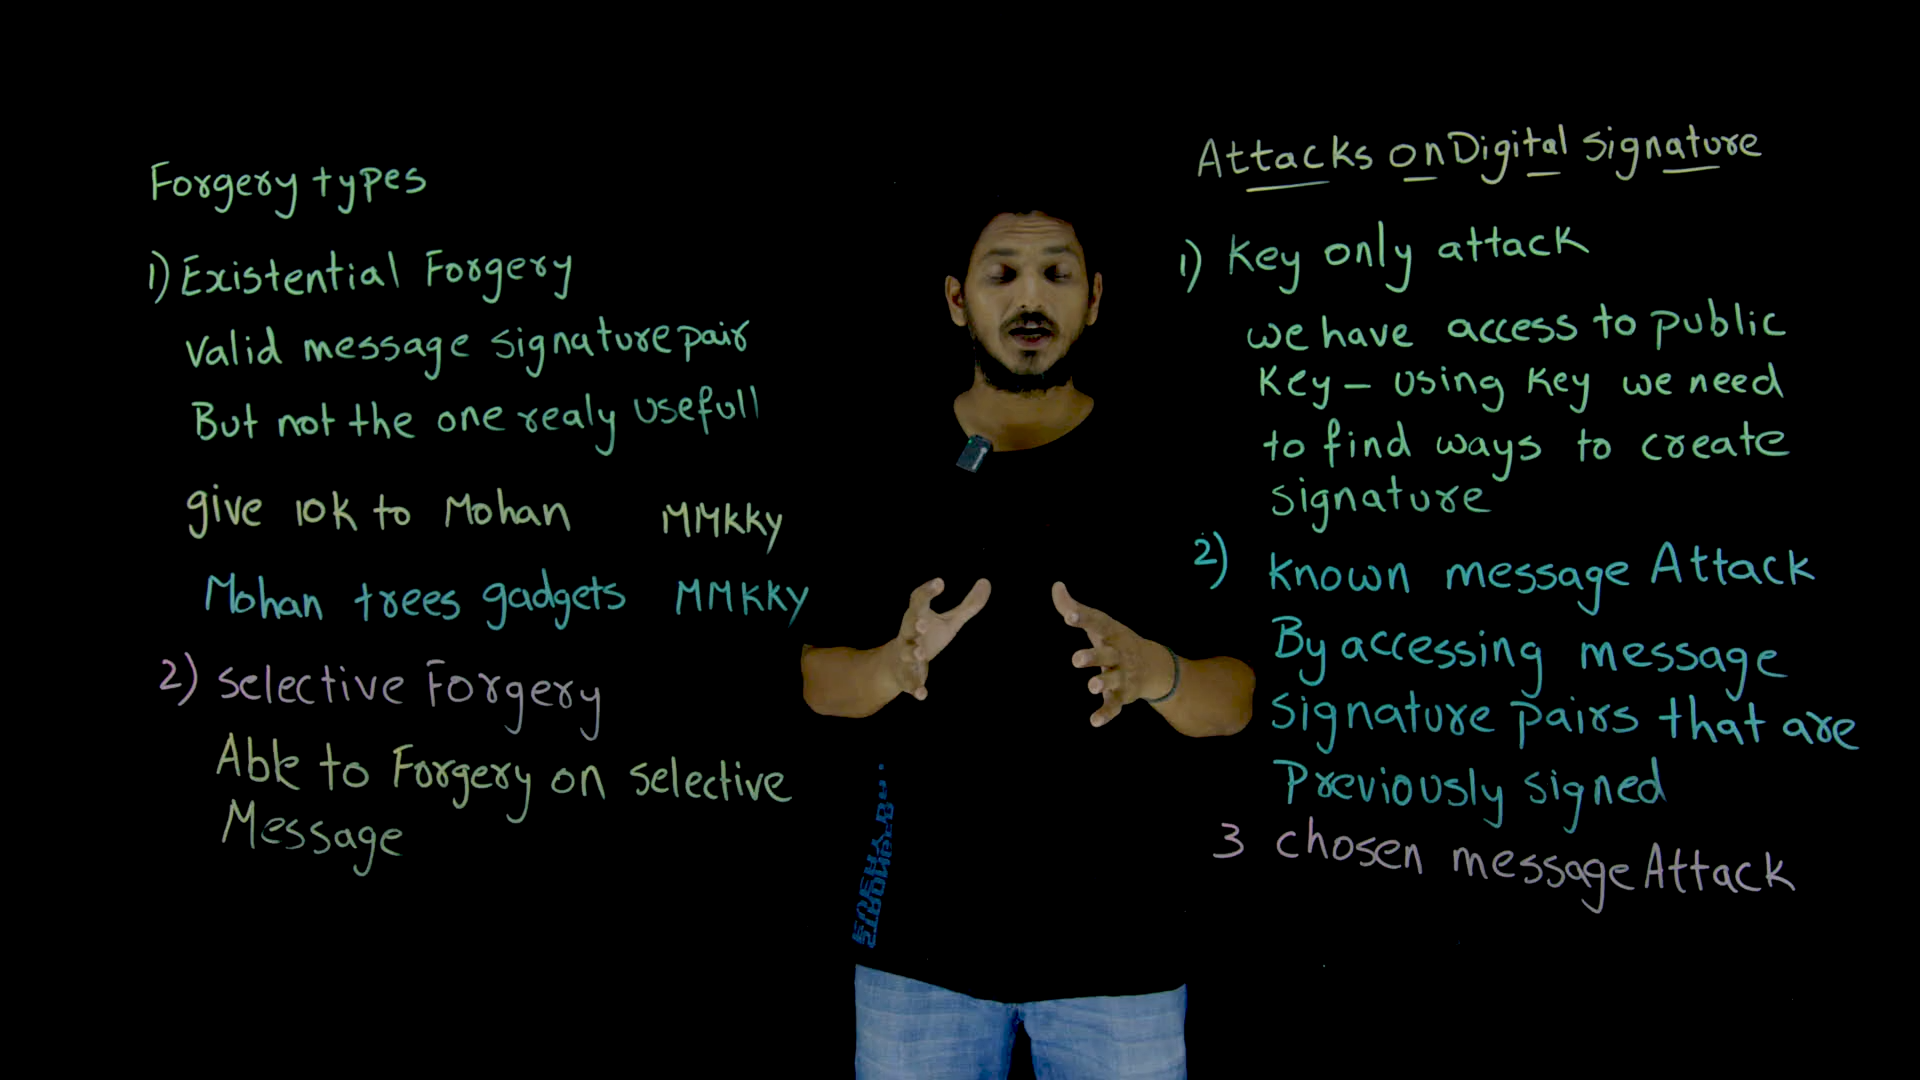 Forgery types
1) Existential Forgery
Valid message signature pair
But not the one realy usefull
give 10k to Mohan MMkky
Mohan trees gadgets MMKKy
2) selective Forgery
Able to Forgery on selective
Message
Attacks on Digital Signature
1) Key only attack
we have access to public
Key – using key we need
to find ways to create
signature
2) known message Attack
By accessing message
signature pairs that are
Previously signed
3 chosen message Attack